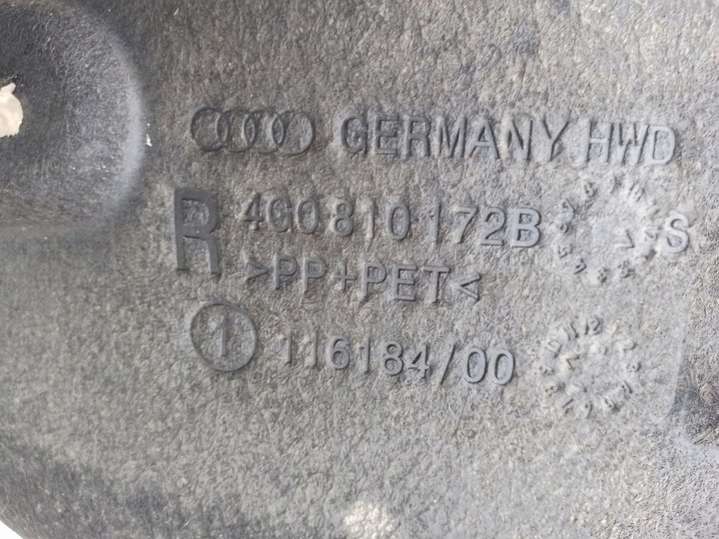 GERMANY HWD
R 4G0810172B S
>PP+PET<
1 116184/00